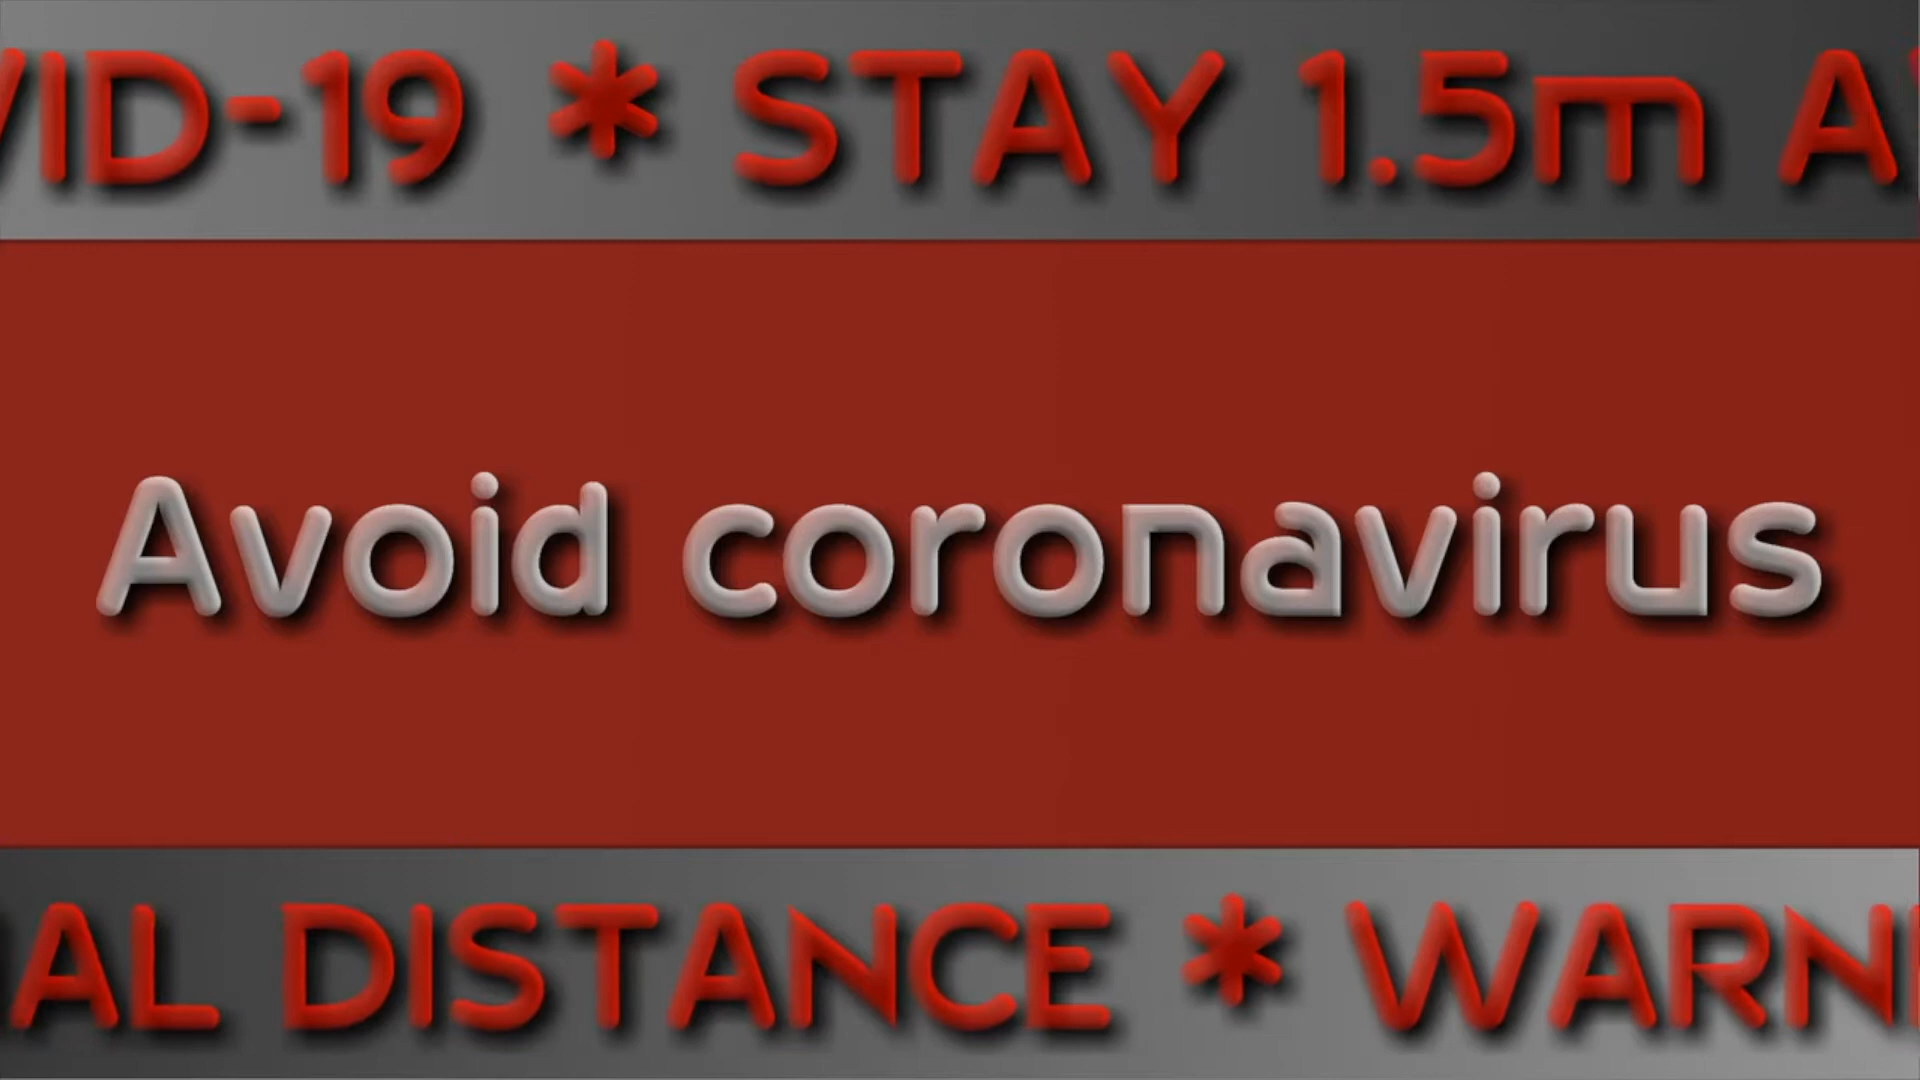 VID-19 * STAY 1.5m A
Avoid coronavirus
AL DISTANCE * WARN